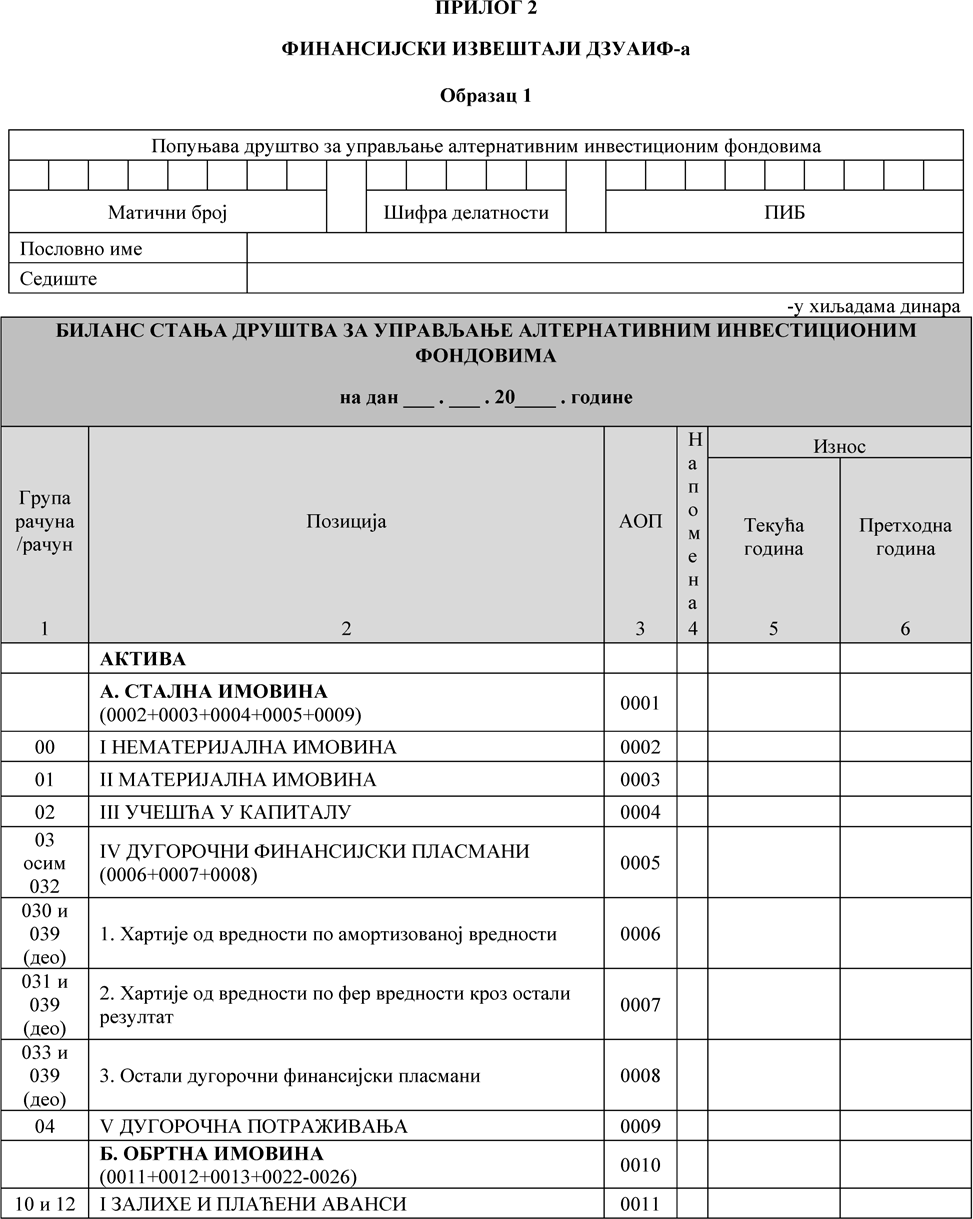 ПРИЛОГ 2
ФИНАНСИЈСКИ ИЗВЕШТАЈИ ДЗУАИФ-а
Образац 1
Попуњава друштво за управљање алтернативним инвестиционим фондовима
Матични број Шифра делатности ПИБ
Пословно име
Седиште
-у хиљадама динара
БИЛАНС СТАЊА ДРУШТВА ЗА УПРАВЉАЊЕ АЛТЕРНАТИВНИМ ИНВЕСТИЦИОНИМ
ФОНДОВИМА
на дан ___ . ___ . 20____ . године
Група
рачуна
/рачун
Позиција
АОП
Н
а
п
о
м
е
н
а
Износ
Текућа
година
Претходна
година
1 2 3 4 5 6
АКТИВА
А. СТАЛНА ИМОВИНА
(0002+0003+0004+0005+0009)
0001
00 I НЕМАТЕРИЈАЛНА ИМОВИНА 0002
01 II МАТЕРИЈАЛНА ИМОВИНА 0003
02 III УЧЕШЋА У КАПИТАЛУ 0004
03
осим
032
IV ДУГОРОЧНИ ФИНАНСИЈСКИ ПЛАСМАНИ
(0006+0007+0008)
0005
030 и
039
(део)
1. Хартије од вредности по амортизованој вредности
0006
031 и
039
(део)
2. Хартије од вредности по фер вредности кроз остали
резултат
0007
033 и
039
(део)
3. Остали дугорочни финансијски пласмани
0008
04 V ДУГОРОЧНА ПОТРАЖИВАЊА 0009
Б. ОБРТНА ИМОВИНА
(0011+0012+0013+0022-0026)
0010
10 и 12 I ЗАЛИХЕ И ПЛАЋЕНИ АВАНСИ 0011